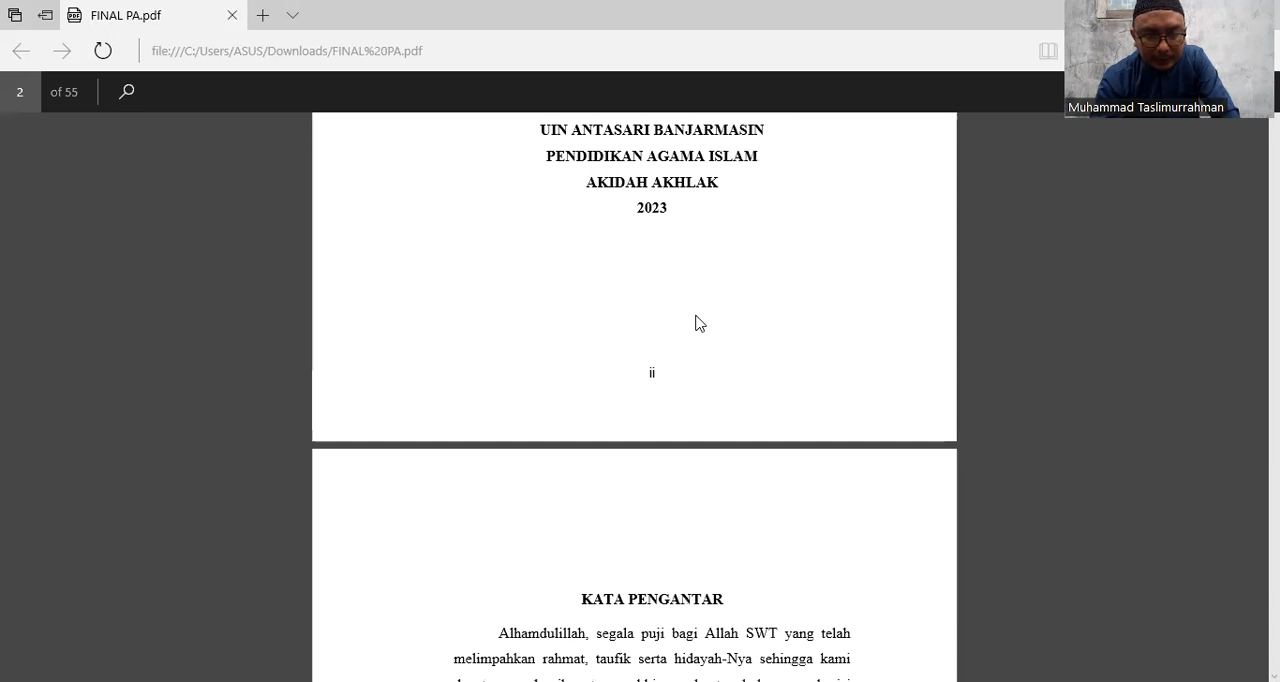 FINAL PA.pdf
file:///C:/Users/ASUS/Downloads/FINAL%20PA.pdf
2 of 55
Muhammad Taslimurrahman
UIN ANTASARI BANJARMASIN
PENDIDIKAN AGAMA ISLAM
AKIDAH AKHLAK
2023
ii
KATA PENGANTAR
Alhamdulillah, segala puji bagi Allah SWT yang telah
melimpahkan rahmat, taufik serta hidayah-Nya sehingga kami